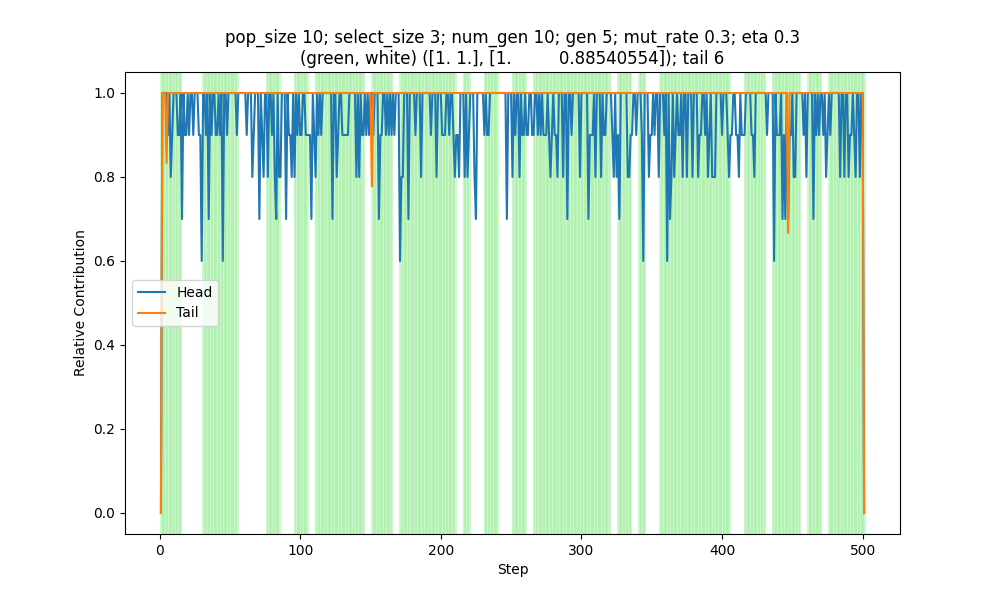 pop_size 10; select_size 3; num_gen 10; gen 5; mut_rate 0.3; eta 0.3
(green, white) ([1. 1.], [1.          0.88540554]); tail 6
1.0
0.8
0.6
0.4
0.2
0.0
Relative Contribution
Head
Tail
0 100 200 300 400 500
Step